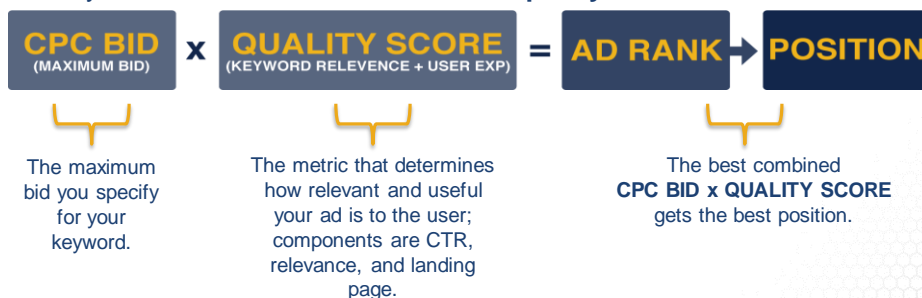 CPC BID
(MAXIMUM BID)
x
QUALITY SCORE
(KEYWORD RELEVENCE + USER EXP)
=
AD RANK
POSITION
The maximum
bid you specify
for your
keyword.
The metric that determines
how relevant and useful
your ad is to the user;
components are CTR,
relevance, and landing
page.
The best combined
CPC BID x QUALITY SCORE
gets the best position.